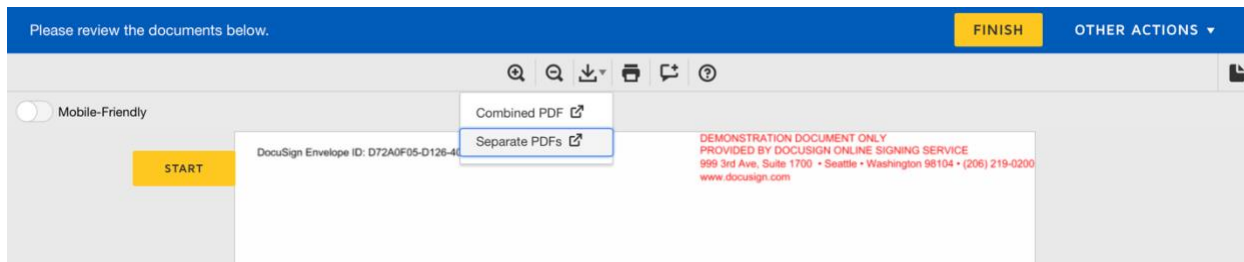 Please review the documents below.
FINISH
OTHER ACTIONS
Mobile-Friendly
Combined PDF
Separate PDFs
START
DocuSign Envelope ID: D72A0F05-D126-40
DEMONSTRATION DOCUMENT ONLY
PROVIDED BY DOCUSIGN ONLINE SIGNING SERVICE
999 3rd Ave, Suite 1700 • Seattle • Washington 98104 • (206) 219-0200
www.docusign.com